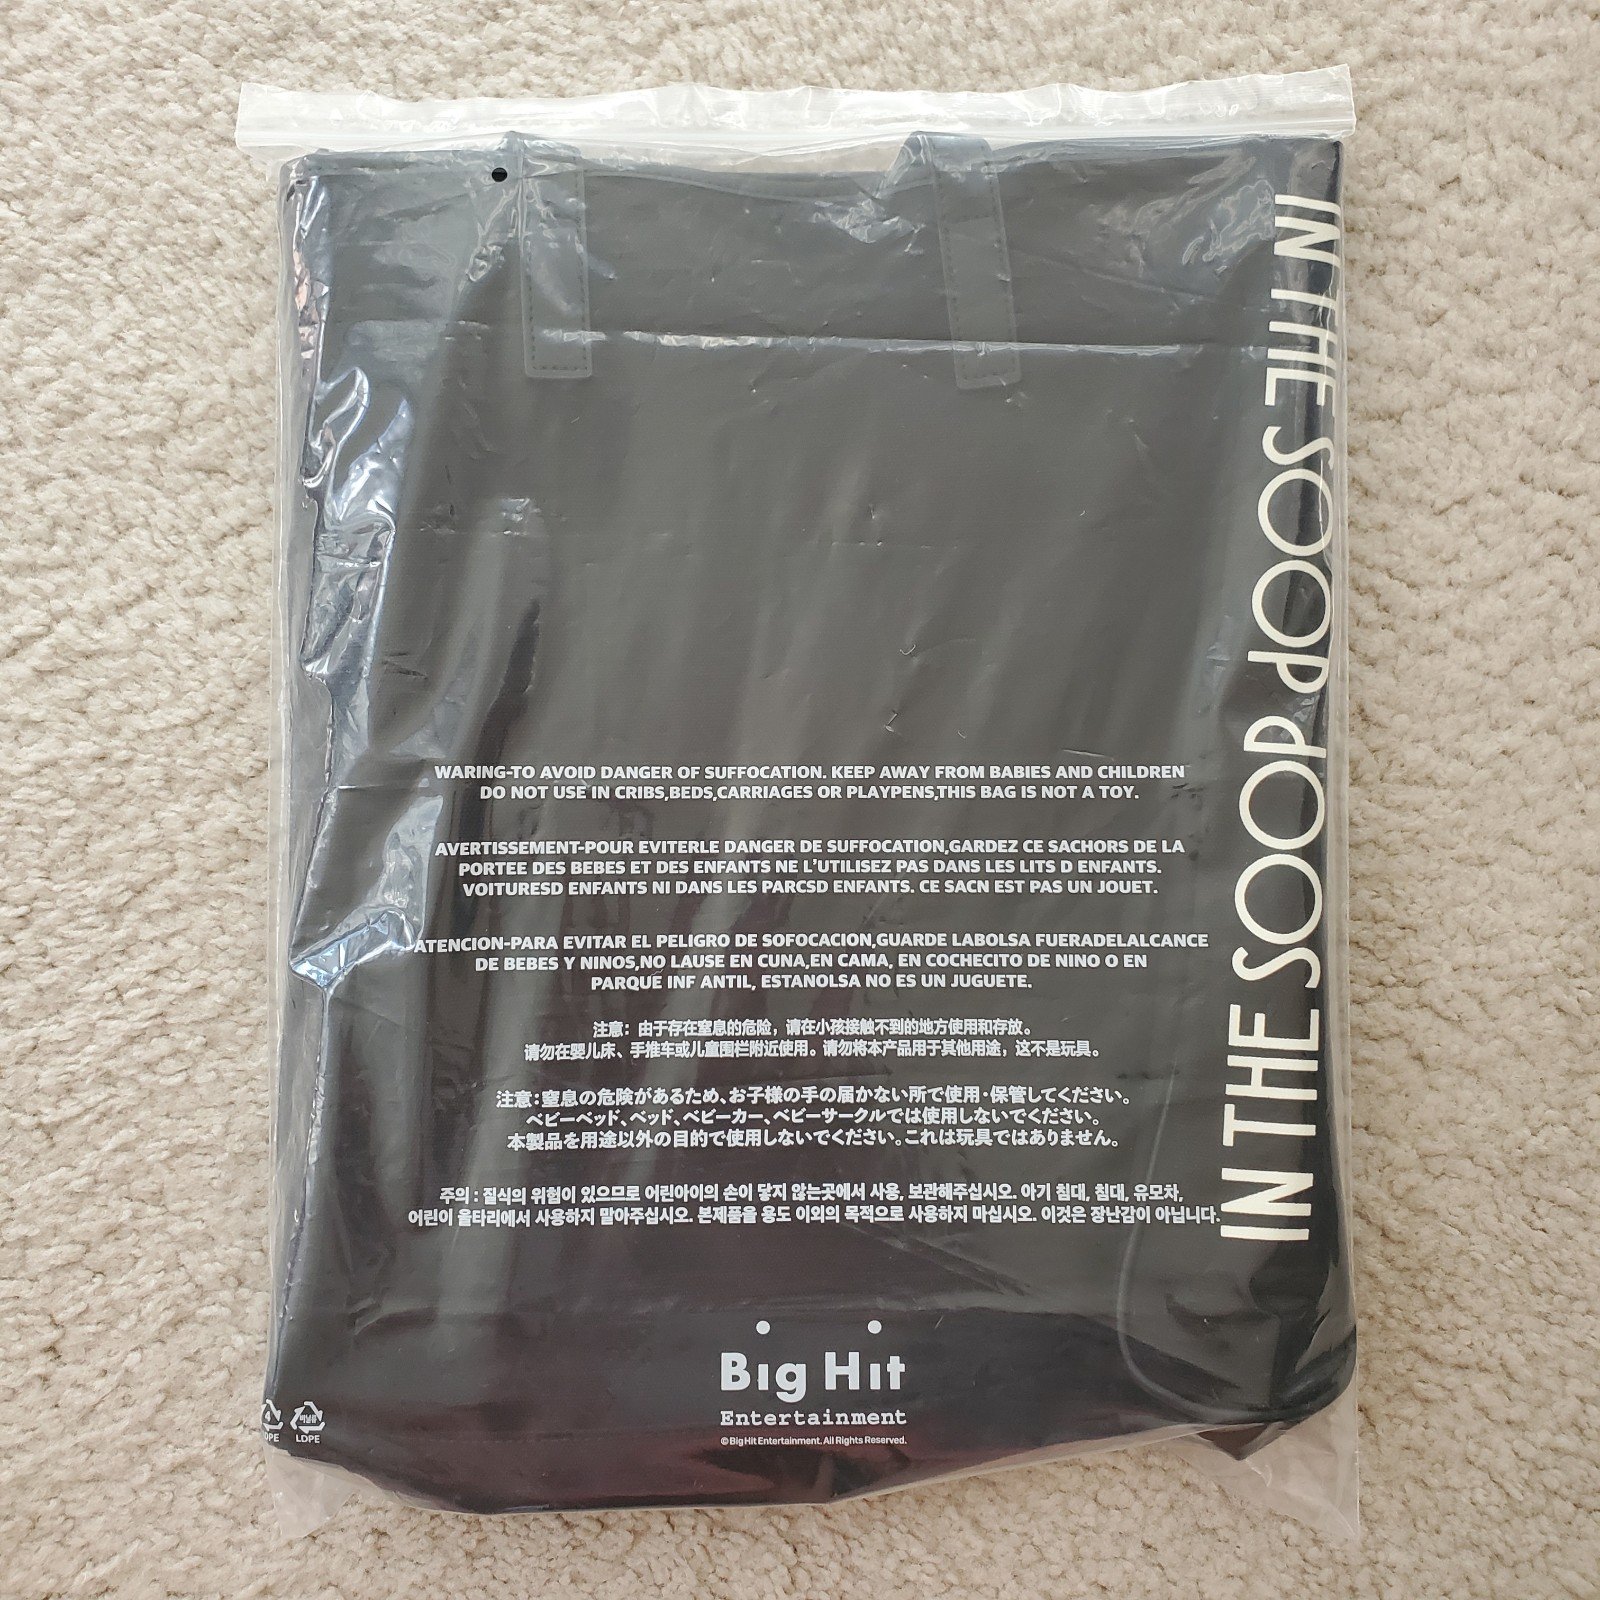 IN THE SOOP
IN THE SOOP
WARING-TO AVOID DANGER OF SUFFOCATION. KEEP AWAY FROM BABIES AND CHILDREN
DO NOT USE IN CRIBS,BEDS,CARRIAGES OR PLAYPENS,THIS BAG IS NOT A TOY.
AVERTISSEMENT-POUR EVITERLE DANGER DE SUFFOCATION,GARDEZ CE SACHORS DE LA
PORTEE DES BEBES ET DES ENFANTS NE L'UTILISEZ PAS DANS LES LITS D ENFANTS.
VOITURESD ENFANTS NI DANS LES PARCSD ENFANTS. CE SACN EST PAS UN JOUET.
ATENCION-PARA EVITAR EL PELIGRO DE SOFOCACION,GUARDE LABOLSA FUERADELALCANCE
DE BEBES Y NINOS,NO LAUSE EN CUNA,EN CAMA, EN COCHECITO DE NINO O EN
PARQUE INF ANTIL, ESTANOLSA NO ES UN JUGUETE.
注意：由于存在窒息的危险，请在小孩接触不到的地方使用和存放。
请勿在婴儿床、手推车或儿童围栏附近使用。请勿将本产品用于其他用途，这不是玩具。
注意：窒息の危険があるため、お子様の手の届かない所で使用・保管してください。
ベビーベッド、ベッド、ベビーカー、ベビーサークルでは使用しないでください。
本製品を用途以外の目的で使用しないでください。これは玩具ではありません。
주의 : 질식의 위험이 있으므로 어린아이의 손이 닿지 않는곳에서 사용, 보관해주십시오. 아기 침대, 침대, 유모차,
어린이 울타리에서 사용하지 말아주십시오. 본제품을 용도 이외의 목적으로 사용하지 마십시오. 이것은 장난감이 아닙니다.
Big Hit
Entertainment
© Big Hit Entertainment. All Rights Reserved.
4
비닐류
LDPE